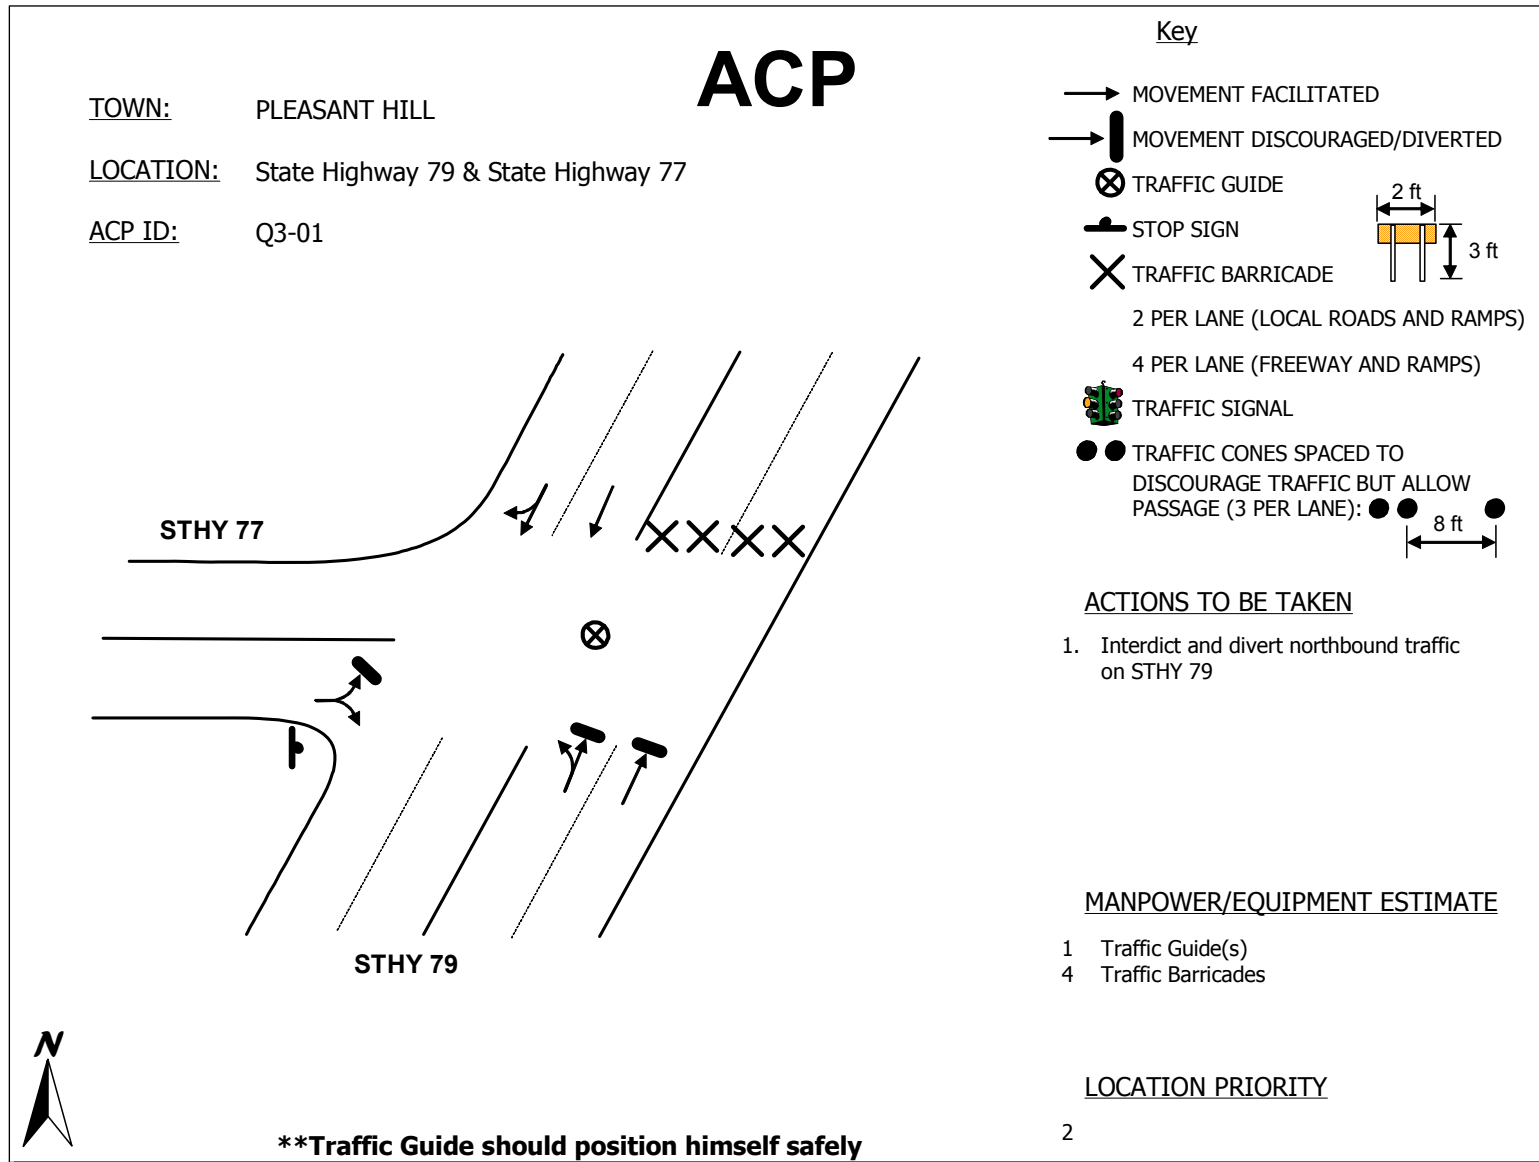 ACP
TOWN: PLEASANT HILL
LOCATION: State Highway 79 & State Highway 77
ACP ID: Q3-01
Key
MOVEMENT FACILITATED
MOVEMENT DISCOURAGED/DIVERTED
TRAFFIC GUIDE
STOP SIGN
2 ft
3 ft
TRAFFIC BARRICADE
2 PER LANE (LOCAL ROADS AND RAMPS)
4 PER LANE (FREEWAY AND RAMPS)
TRAFFIC SIGNAL
TRAFFIC CONES SPACED TO
DISCOURAGE TRAFFIC BUT ALLOW
PASSAGE (3 PER LANE):
8 ft
STHY 77
STHY 79
ACTIONS TO BE TAKEN
1. Interdict and divert northbound traffic
on STHY 79
MANPOWER/EQUIPMENT ESTIMATE
1 Traffic Guide(s)
4 Traffic Barricades
LOCATION PRIORITY
2
N
**Traffic Guide should position himself safely